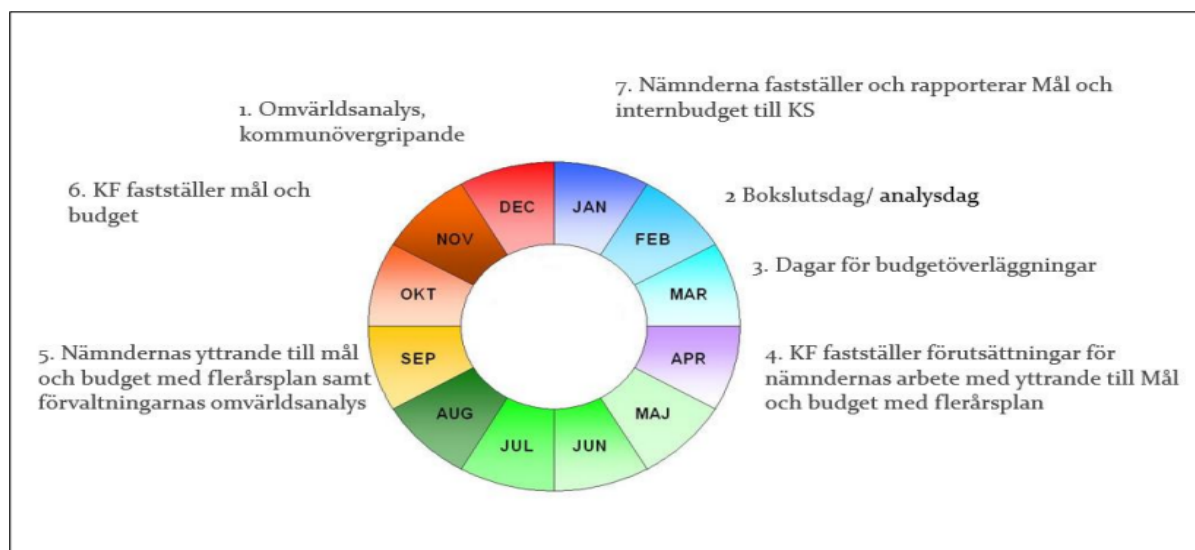 7. Nämnderna fastställer och rapporterar Mål och
internbudget till KS
1. Omvärldsanalys,
kommunövergripande
6. KF fastställer mål och
budget
2 Bokslutsdag/ analysdag
3. Dagar för budgetöverläggningar
5. Nämndernas yttrande till mål
och budget med flerårsplan samt
förvaltningarnas omvärldsanalys
4. KF fastställer förutsättningar för
nämndernas arbete med yttrande till Mål
och budget med flerårsplan
JAN
FEB
MAR
APR
MAJ
JUN
JUL
AUG
SEP
OKT
NOV
DEC